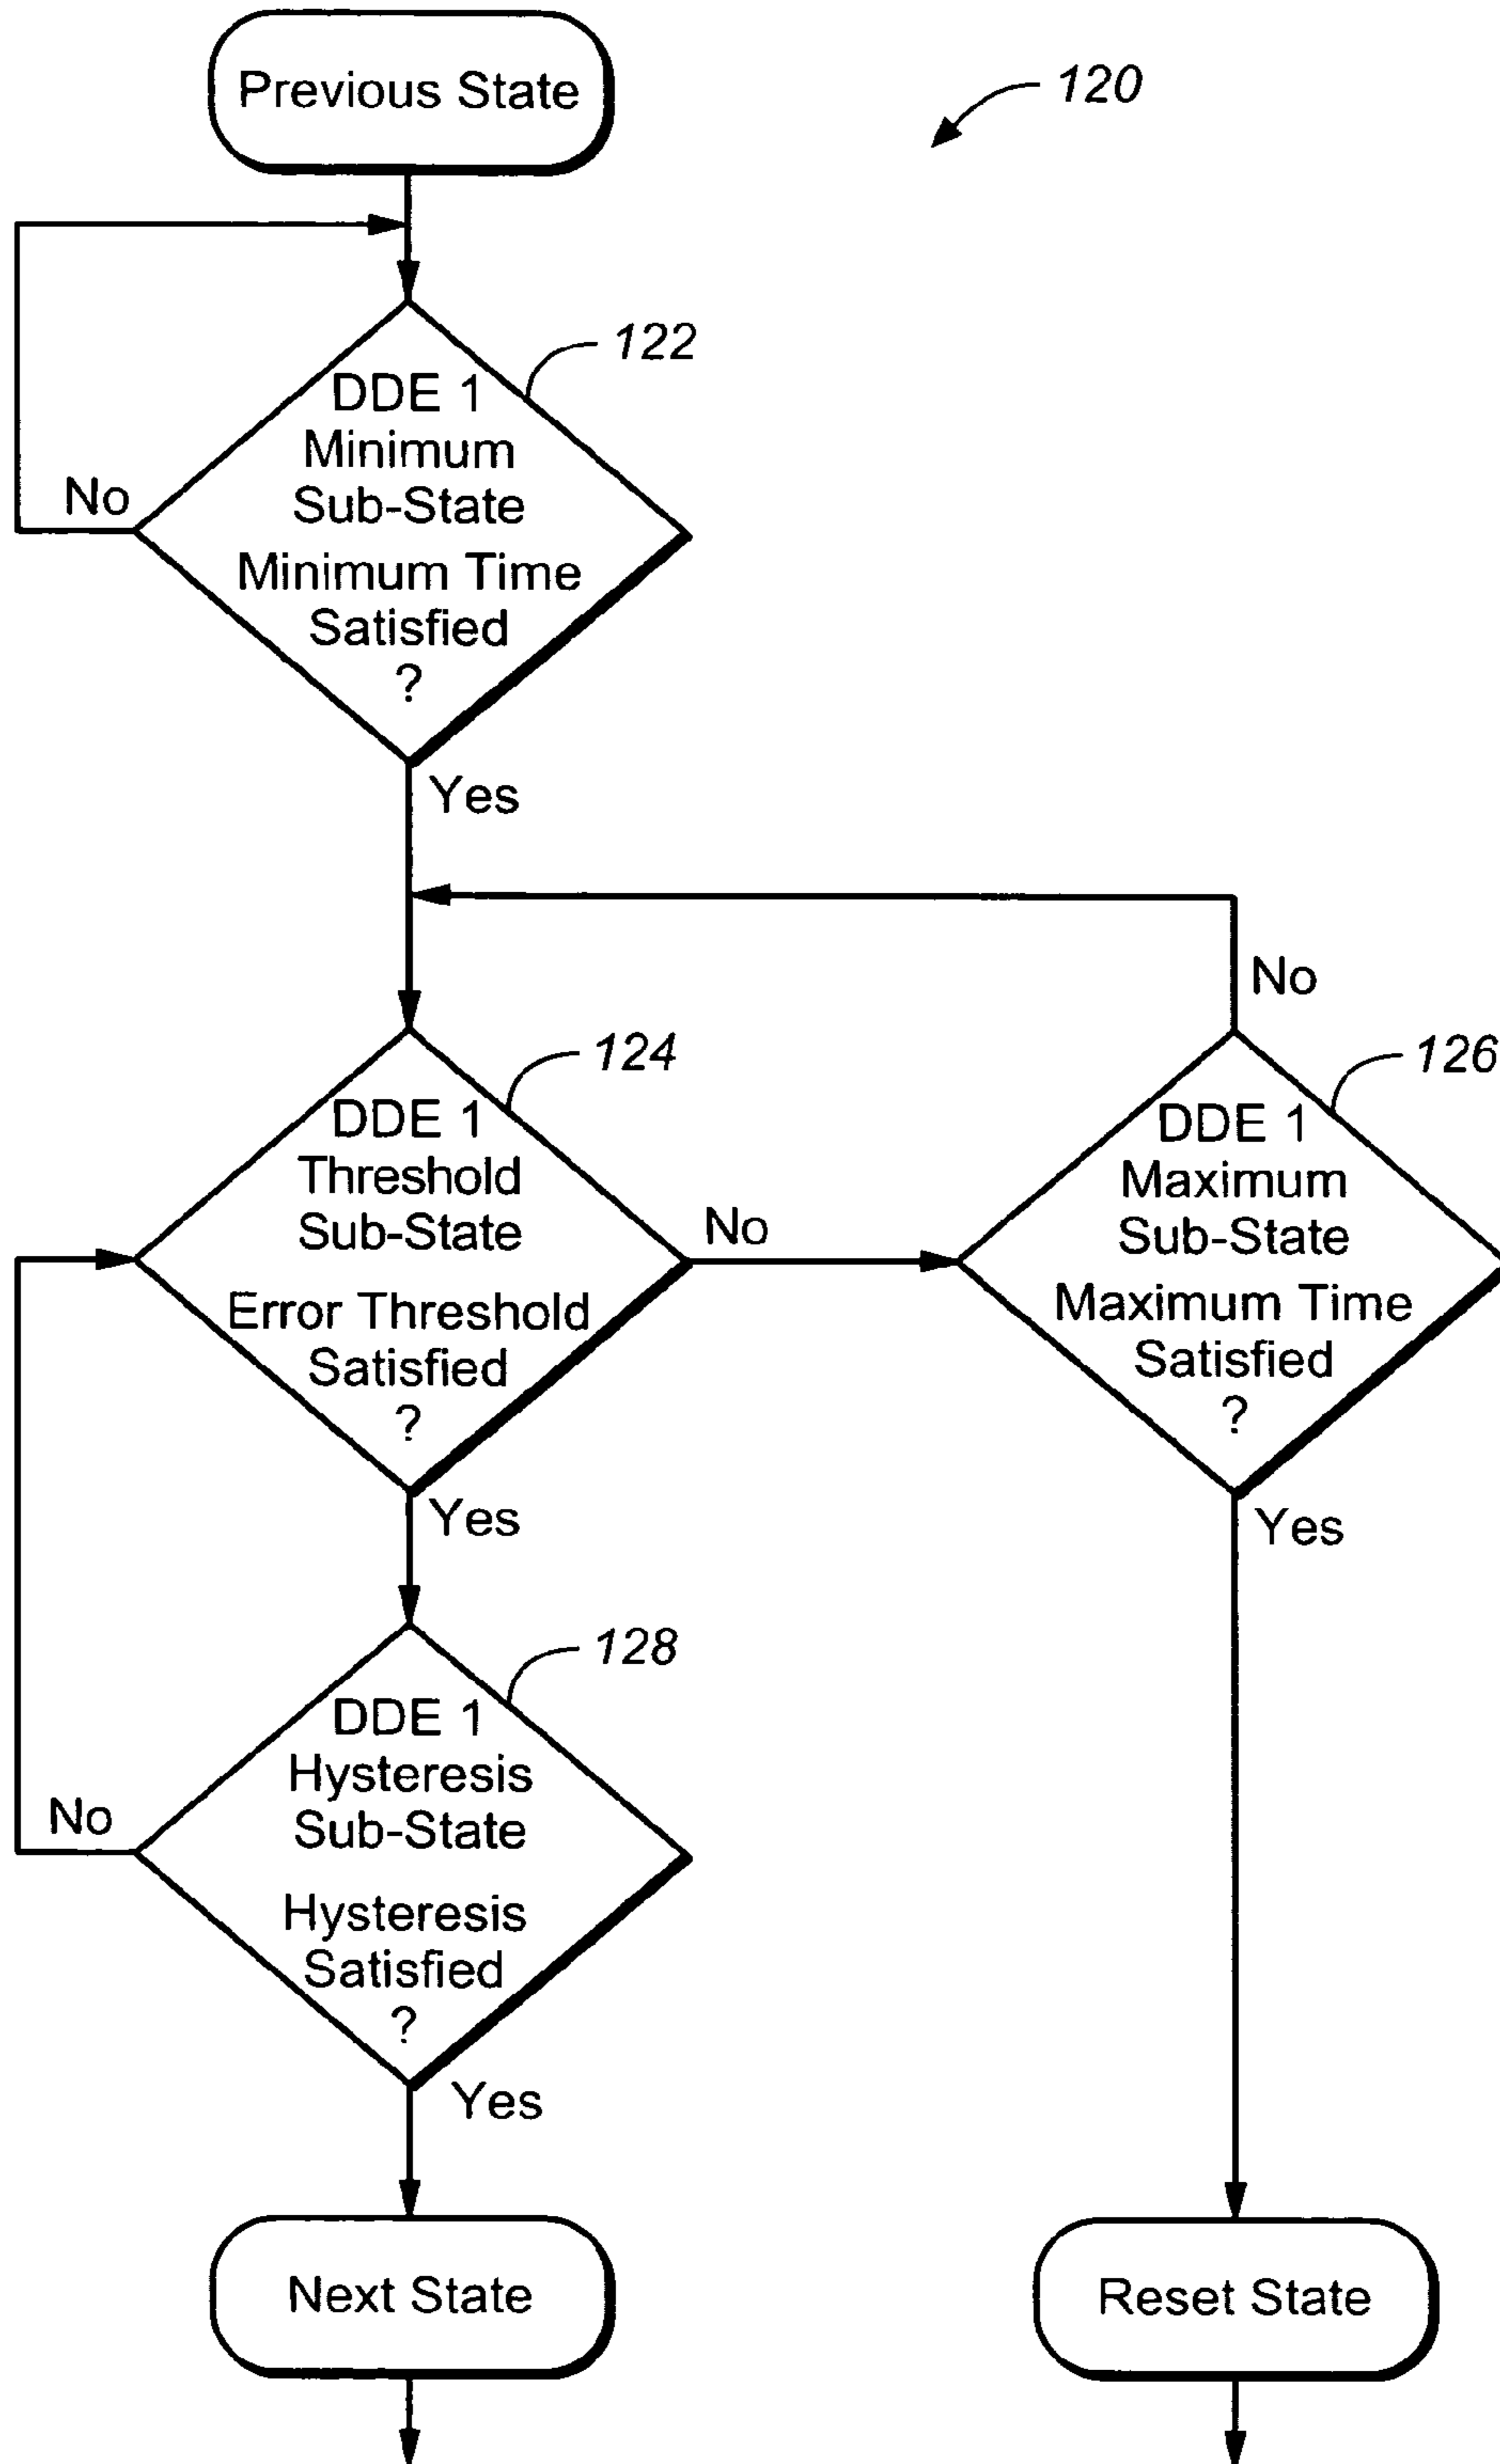 Previous State
120
122
DDE 1
Minimum
Sub-State
Minimum Time
Satisfied
?
No
Yes
No
124
DDE 1
Threshold
Sub-State
Error Threshold
Satisfied
?
No
126
DDE 1
Maximum
Sub-State
Maximum Time
Satisfied
?
Yes
Yes
128
DDE 1
Hysteresis
Sub-State
Hysteresis
Satisfied
?
No
Yes
Next State
Reset State